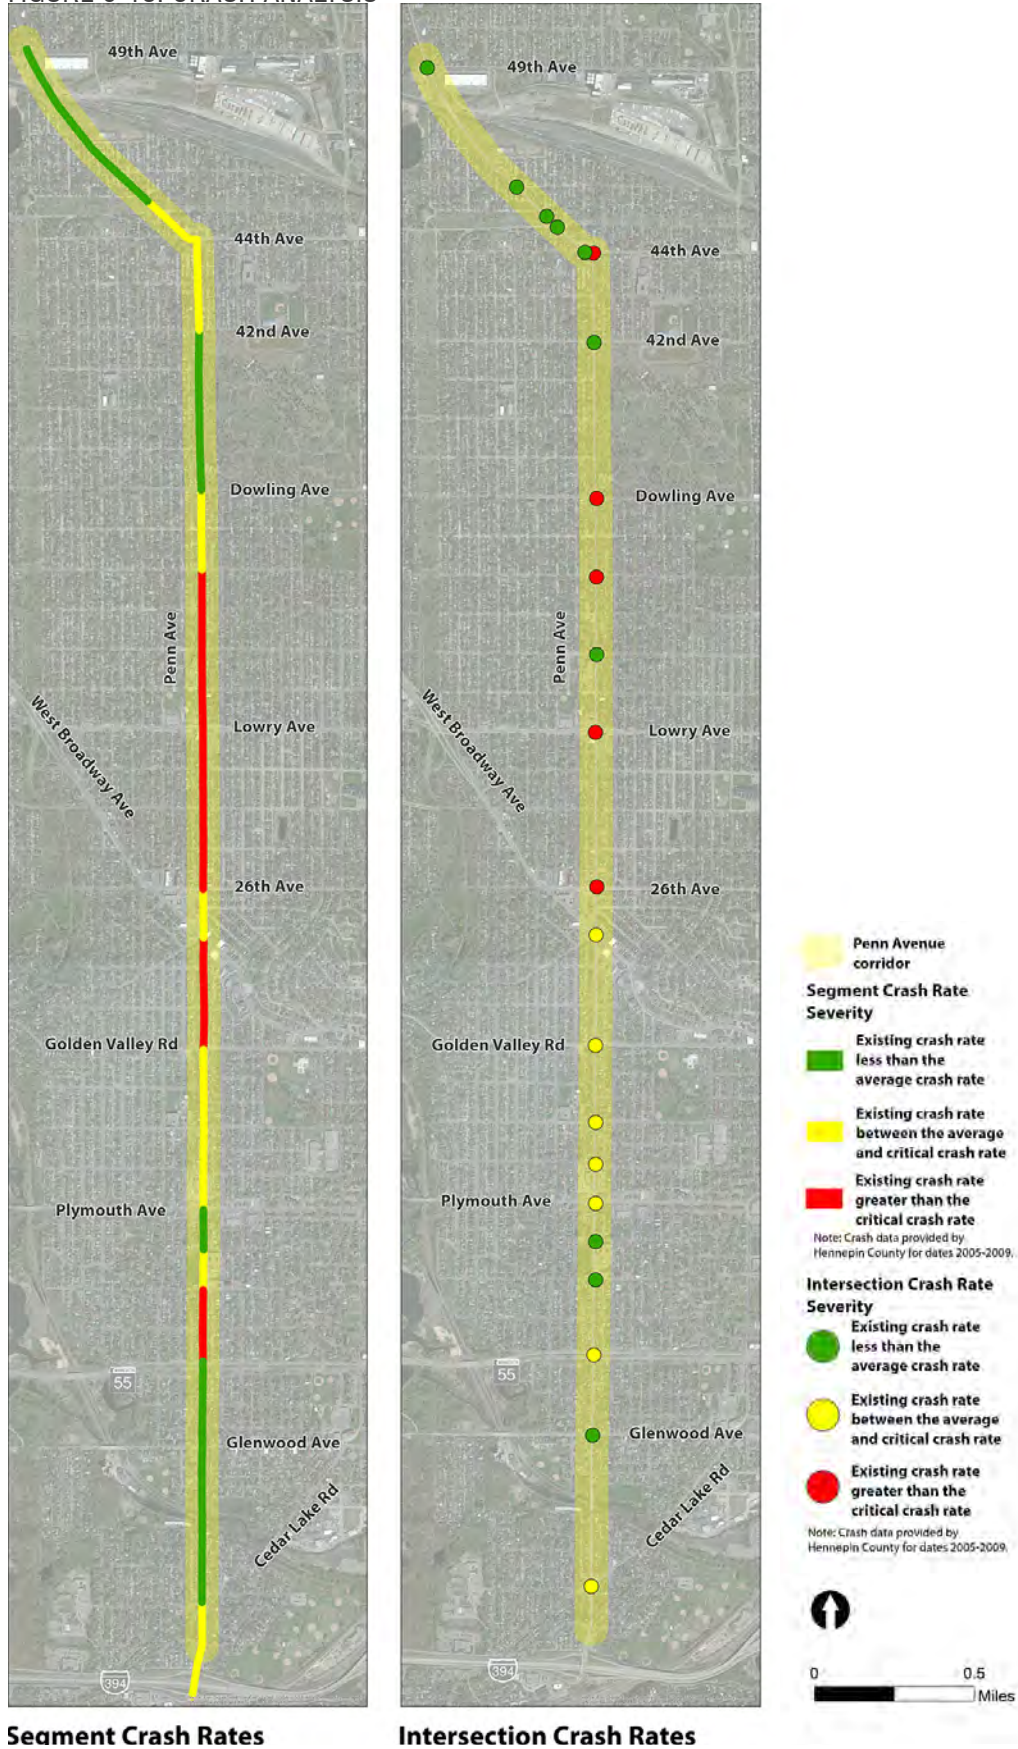 49th Ave
44th Ave
42nd Ave
Dowling Ave
Penn Ave
West Broadway Ave
Lowry Ave
26th Ave
Golden Valley Rd
Plymouth Ave
55
Glenwood Ave
Cedar Lake Rd
394
Segment Crash Rates
49th Ave
44th Ave
42nd Ave
Dowling Ave
Penn Ave
West Broadway Ave
Lowry Ave
26th Ave
Golden Valley Rd
Plymouth Ave
55
Glenwood Ave
Cedar Lake Rd
394
Intersection Crash Rates
Penn Avenue
corridor
Segment Crash Rate
Severity
Existing crash rate
less than the
average crash rate
Existing crash rate
between the average
and critical crash rate
Existing crash rate
greater than the
critical crash rate
Note: Crash data provided by
Hennepin County for dates 2005-2009.
Intersection Crash Rate
Severity
Existing crash rate
less than the
average crash rate
Existing crash rate
between the average
and critical crash rate
Existing crash rate
greater than the
critical crash rate
Note: Crash data provided by
Hennepin County for dates 2005-2009.
0 0.5
Miles